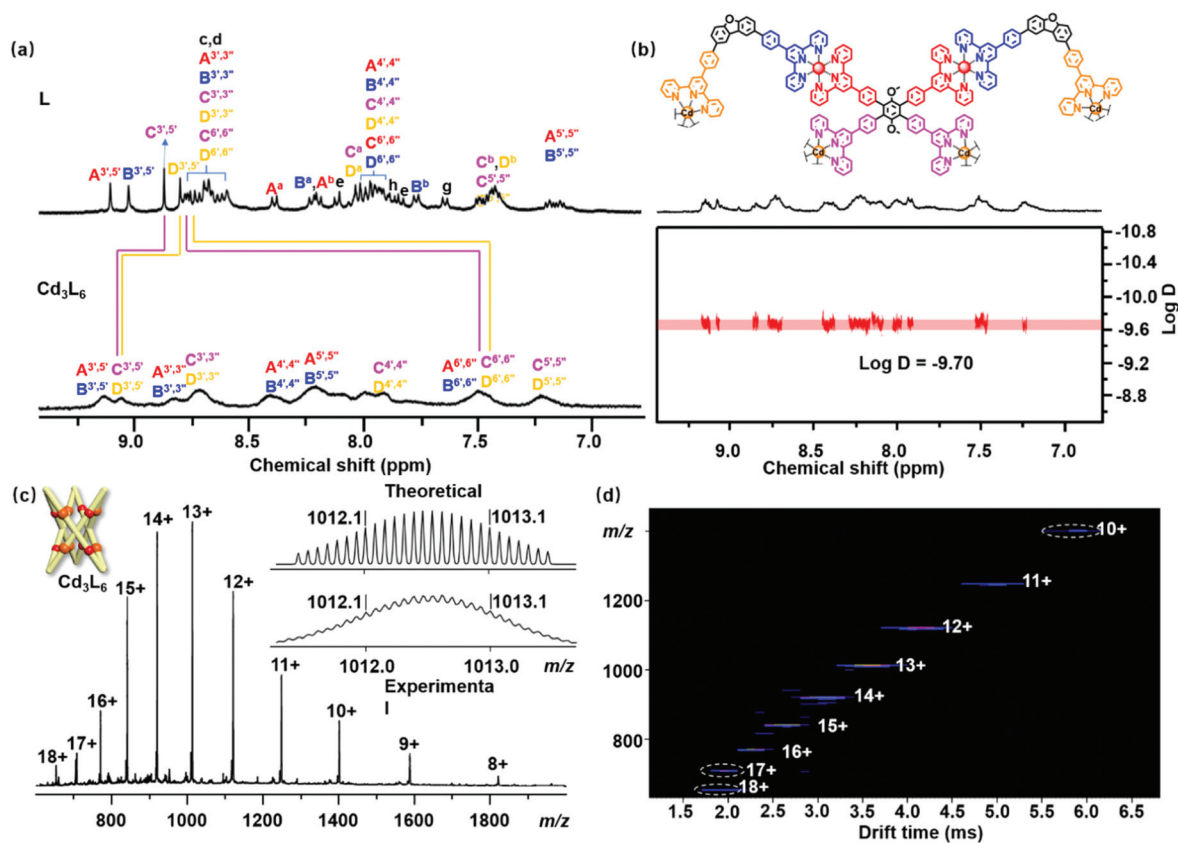 (a)
L
c,d
A3',3"
B3',3"
C3',3"
D3',3"
C6',6"
D6',6"
A4',4"
B4',4"
C4',4"
D4',4"
C6',6"
D6',6"
A3',5'
B3',5'
C3',5'
D3',5'
Aa
Ba, Ab
e
Ca
Da
h
e
Bb
g
Cb, Db
C5',5"
A5',5"
B5',5"
Cd3L6
A3',5'
B3',5'
C3',5'
D3',5'
A3',3"
B3',3"
C3',3"
D3',3"
A4',4"
B4',4"
A5',5"
B5',5"
C4',4"
D4',4"
A6',6"
B6',6"
C6',6"
D6',6"
C5',5"
D5',5"
9.0 8.5 8.0 7.5 7.0
Chemical shift (ppm)
(b)
Cd
Cd
Cd
Cd
-10.8
-10.4
-10.0
-9.6
-9.2
-8.8
Log D
Log D = -9.70
9.0 8.5 8.0 7.5 7.0
Chemical shift (ppm)
(c)
Cd3L6
18+
17+
16+
15+
14+
13+
12+
11+
10+
9+
8+
Theoretical
1012.1 1013.1
1012.1 1013.1
1012.0 1013.0 m/z
Experimenta
l
800 1000 1200 1400 1600 1800 m/z
(d)
m/z
1200
1000
800
10+
11+
12+
13+
14+
15+
16+
17+
18+
1.5 2.0 2.5 3.0 3.5 4.0 4.5 5.0 5.5 6.0 6.5
Drift time (ms)